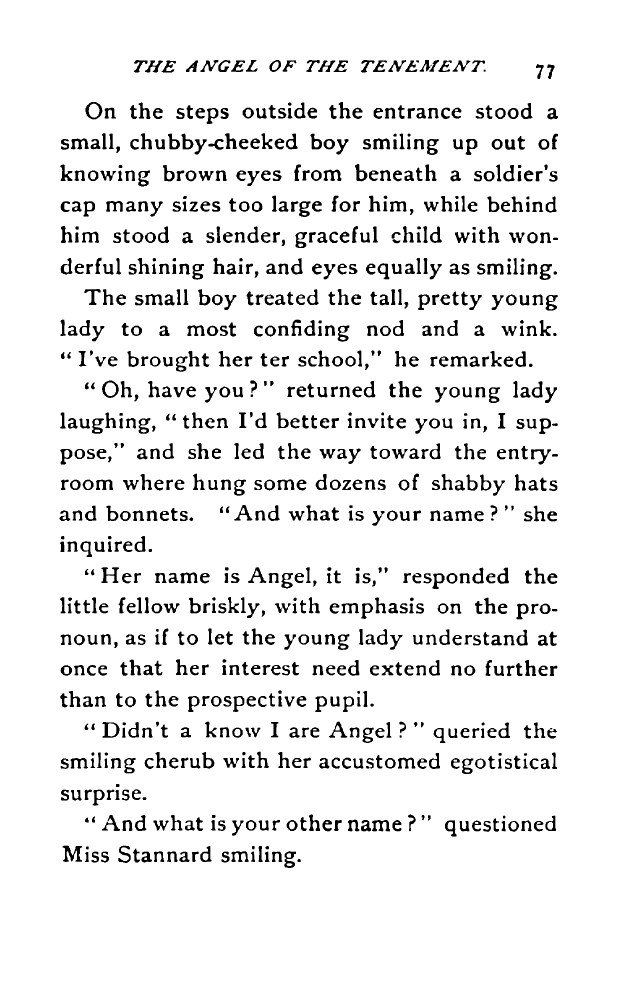 THE ANGEL OF THE TENEMENT. 77
On the steps outside the entrance stood a
small, chubby-cheeked boy smiling up out of
knowing brown eyes from beneath a soldier's
cap many sizes too large for him, while behind
him stood a slender, graceful child with won-
derful shining hair, and eyes equally as smiling.
The small boy treated the tall, pretty young
lady to a most confiding nod and a wink.
"I've brought her ter school," he remarked.
"Oh, have you?" returned the young lady
laughing, "then I'd better invite you in, I sup-
pose," and she led the way toward the entry-
room where hung some dozens of shabby hats
and bonnets. "And what is your name?" she
inquired.
"Her name is Angel, it is," responded the
little fellow briskly, with emphasis on the pro-
noun, as if to let the young lady understand at
once that her interest need extend no further
than to the prospective pupil.
"Didn't a know I are Angel?" queried the
smiling cherub with her accustomed egotistical
surprise.
"And what is your other name?" questioned
Miss Stannard smiling.